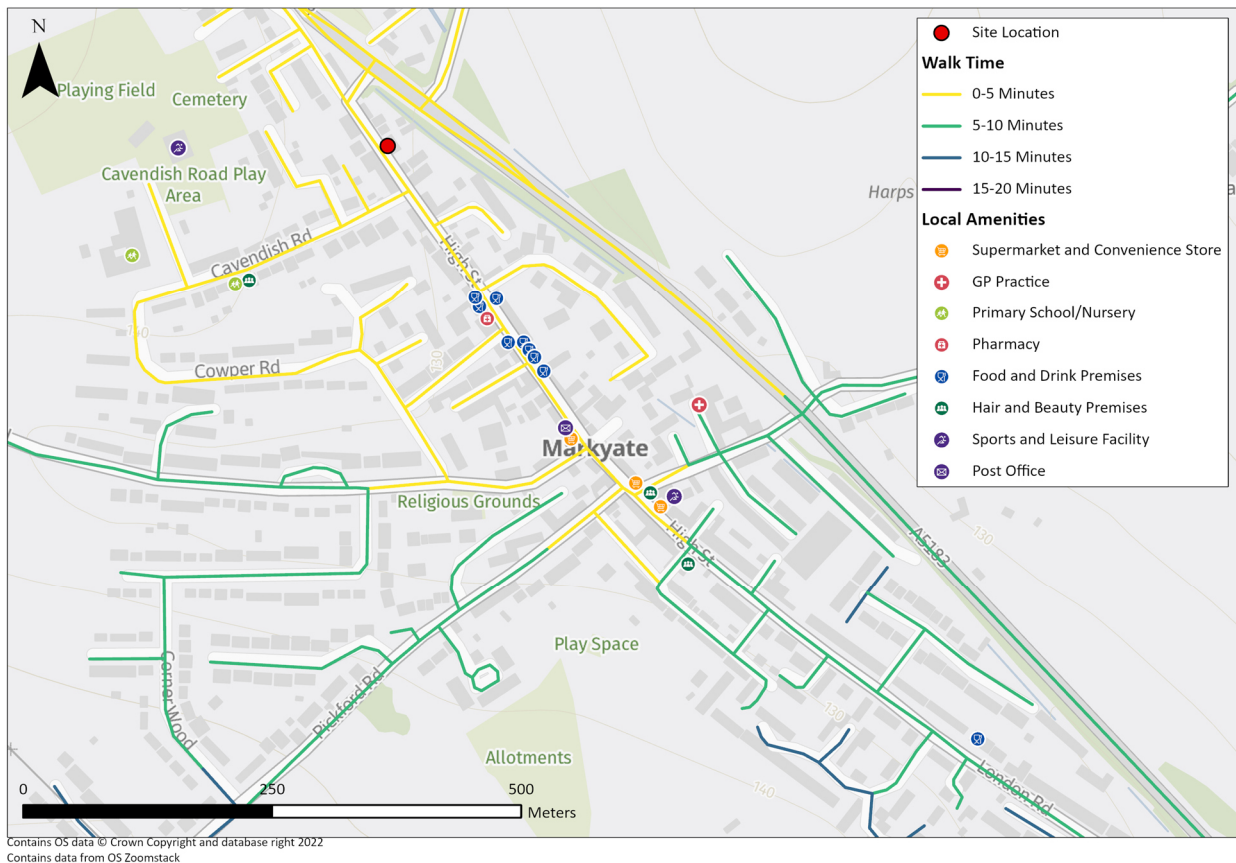 N
Playing Field
Cemetery
Cavendish Road Play
Area
Cavendish Rd
High St
140
130
Cowper Rd
Markyate
Religious Grounds
High St
A5183
130
Play Space
Corner Wood
Pickford Rd
130
Allotments
140
London Rd
Harps
0
250
500
Meters
Site Location
Walk Time
0-5 Minutes
5-10 Minutes
10-15 Minutes
15-20 Minutes
Local Amenities
Supermarket and Convenience Store
GP Practice
Primary School/Nursery
Pharmacy
Food and Drink Premises
Hair and Beauty Premises
Sports and Leisure Facility
Post Office
Contains OS data © Crown Copyright and database right 2022
Contains data from OS Zoomstack